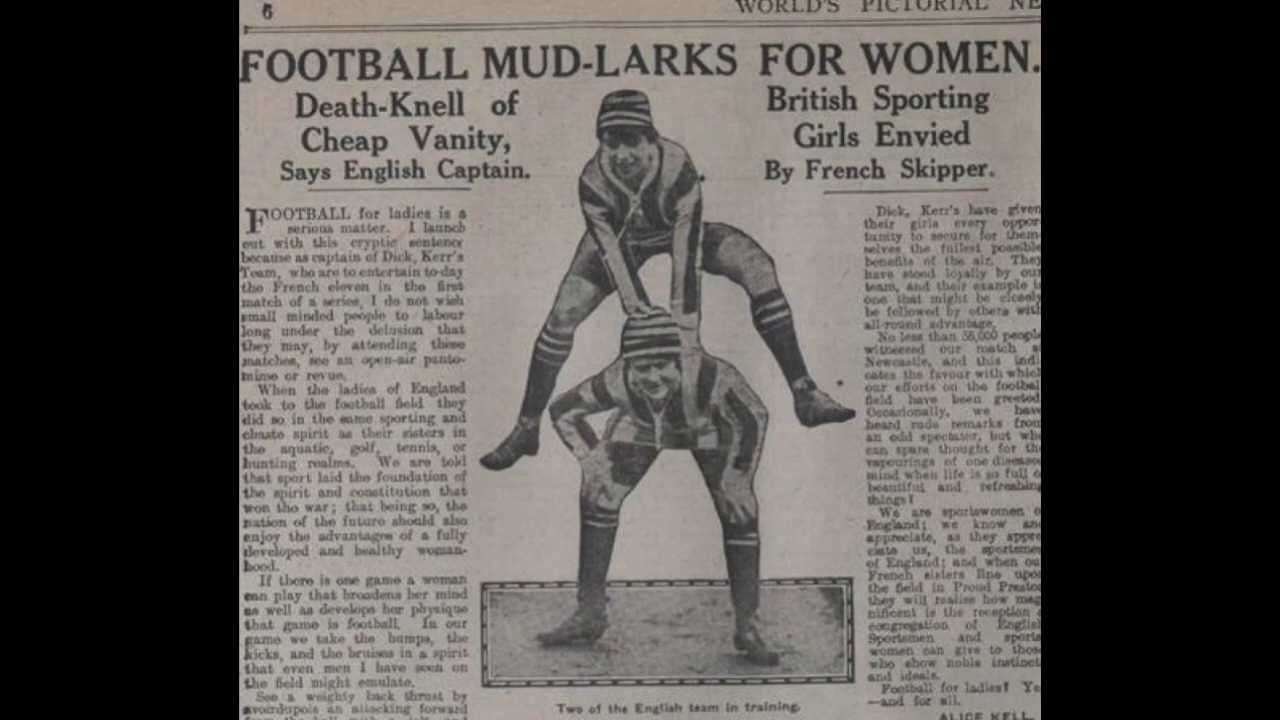 6
WORLD'S PICTORIAL NE
FOOTBALL MUD-LARKS FOR WOMEN.
Death-Knell of
Cheap Vanity,
Says English Captain.
British Sporting
Girls Envied
By French Skipper.
FOOTBALL for ladies is a
serious matter. I launch
out with this cryptic sentence
because as captain of Dick, Kerr's
Team, who are to entertain to-day
the French eleven in the first
match of a series, I do not wish
small minded people to labour
long under the delusion that
they may, by attending these
matches, see an open-air panto-
mime or revue.
When the ladies of England
took to the football field they
did so in the same sporting and
chaste spirit as their sisters in
the aquatic, golf, tennis, or
hunting realms. We are told
that sport laid the foundation of
the spirit and constitution that
won the war; that being so, the
nation of the future should also
enjoy the advantages of a fully
developed and healthy woman-
hood.
If there is one game a woman
can play that broadens her mind
as well as develops her physique
that game is football. In our
game we take the bumps, the
kicks, and the bruises in a spirit
that even men I have seen on
the field might emulate.
See a weighty back thrust by
avoirdupois an attacking forward
Two of the English team in training.
Dick, Kerr's have given
their girls every oppor
tunity to secure for them
selves the fullest possible
benefits of the air. They
have stood loyally by our
team, and their example is
one that might be closely
be followed by others with
all-round advantage.
No less than 35,000 people
witnessed our match a
Newcastle, and this indi
cates the favour with which
our efforts on the football
field have been greeted
Occasionally, we have
heard rude remarks from
an odd spectator, but who
can spare thought for the
vapourings of one diseased
mind when life is so full o
beautiful and refreshing
things!
We are sportswomen o
England; we know and
appreciate, as they appre
ciate us, the sportsmen
of England; and when our
French sisters line upon
the field in Proud Preston
they will realise how mag
nificent is the reception a
congregation of English
Sportsmen and sports
women can give to those
who show noble instinct
and ideals.
Football for ladies? Ye
—and for all.
ALICE KELL.